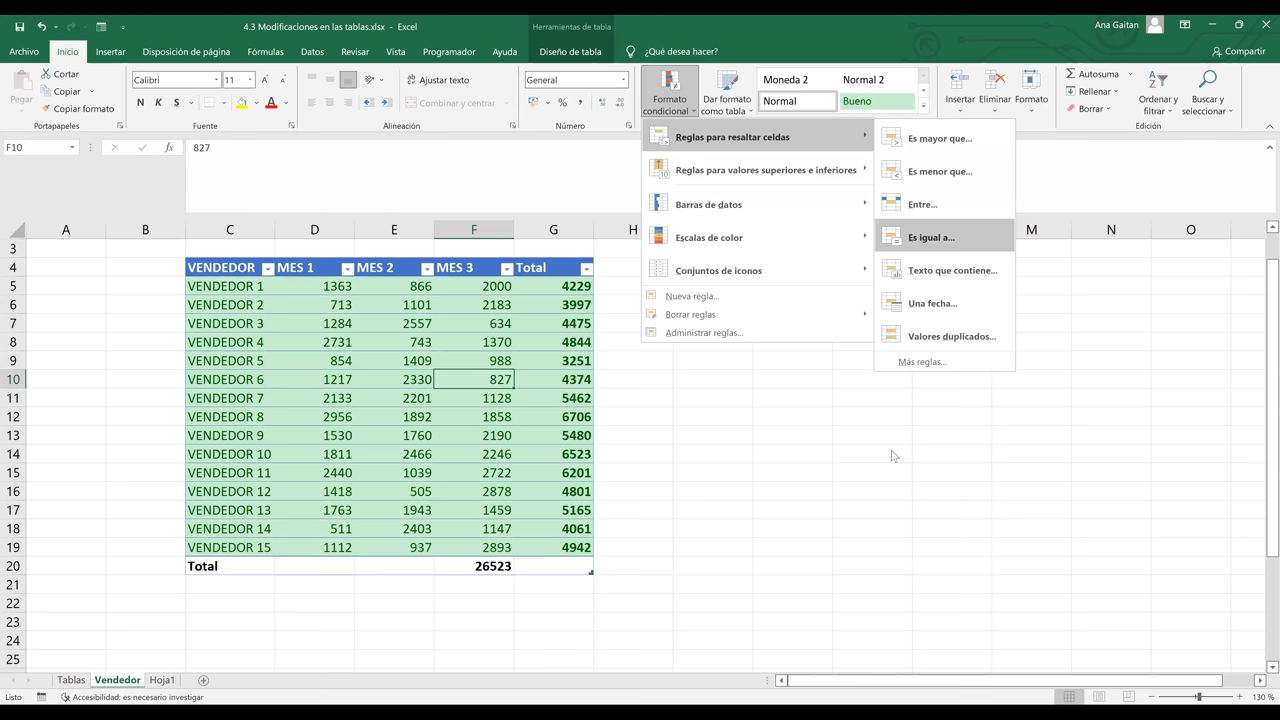 4.3 Modificaciones en las tablas.xlsx - Excel
Herramientas de tabla
Ana Gaitan
Archivo
Inicio
Insertar
Disposición de página
Fórmulas
Datos
Revisar
Vista
Programador
Ayuda
Diseño de tabla
¿Qué desea hacer?
Compartir
Pegar
Cortar
Copiar
Copiar formato
Portapapeles
Calibri
11
N K S
Fuente
Ajustar texto
Combinar y centrar
Alineación
General
Número
Formato condicional
Dar formato como tabla
Moneda 2
Normal 2
Normal
Bueno
Insertar
Eliminar
Formato
Autosuma
Rellenar
Borrar
Ordenar y filtrar
Buscar y seleccionar
Edición
Reglas para resaltar celdas
Reglas para valores superiores e inferiores
Barras de datos
Escalas de color
Conjuntos de iconos
Nueva regla...
Borrar reglas
Administrar reglas...
Es mayor que...
Es menor que...
Entre...
Es igual a...
Texto que contiene...
Una fecha...
Valores duplicados...
Más reglas...
F10
fx
827
A B C D E F G H M N O
3
4 VENDEDOR MES 1 MES 2 MES 3 Total
5 VENDEDOR 1 1363 866 2000 4229
6 VENDEDOR 2 713 1101 2183 3997
7 VENDEDOR 3 1284 2557 634 4475
8 VENDEDOR 4 2731 743 1370 4844
9 VENDEDOR 5 854 1409 988 3251
10 VENDEDOR 6 1217 2330 827 4374
11 VENDEDOR 7 2133 2201 1128 5462
12 VENDEDOR 8 2956 1892 1858 6706
13 VENDEDOR 9 1530 1760 2190 5480
14 VENDEDOR 10 1811 2466 2246 6523
15 VENDEDOR 11 2440 1039 2722 6201
16 VENDEDOR 12 1418 505 2878 4801
17 VENDEDOR 13 1763 1943 1459 5165
18 VENDEDOR 14 511 2403 1147 4061
19 VENDEDOR 15 1112 937 2893 4942
20 Total 26523
21
22
23
24
25
Tablas
Vendedor
Hoja1
Listo
Accesibilidad: es necesario investigar
130 %